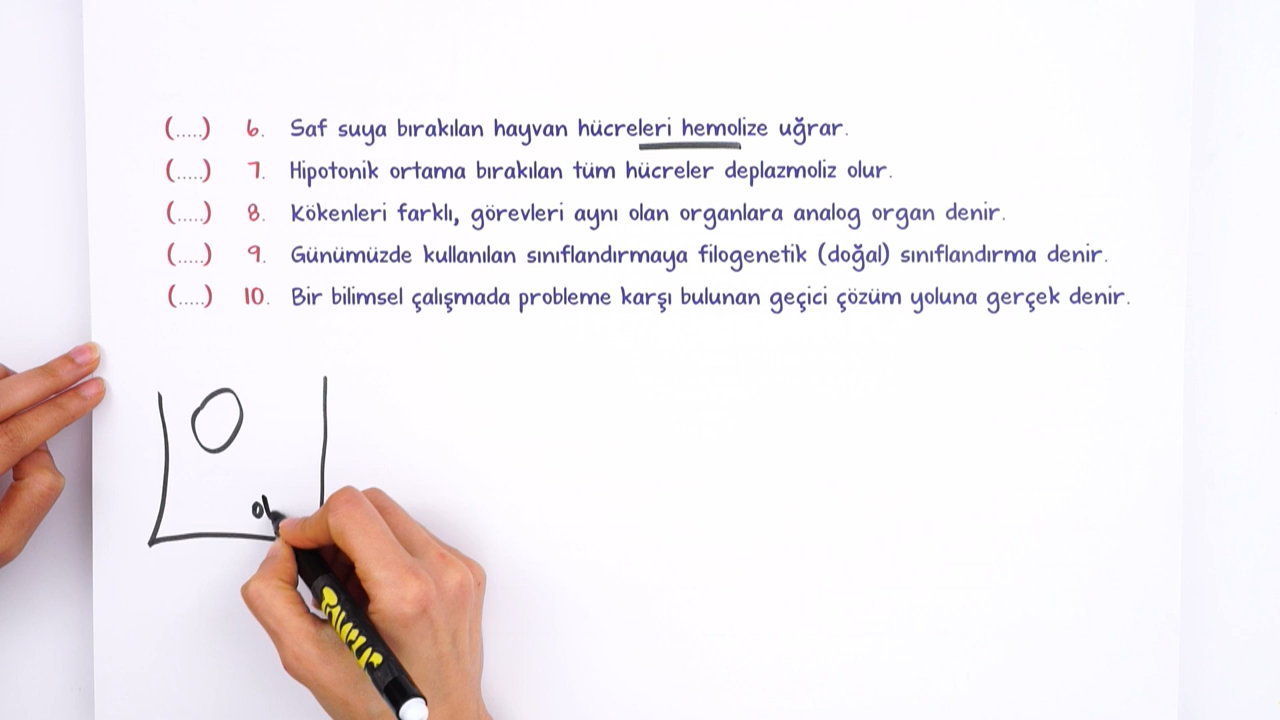 (.....) 6. Saf suya bırakılan hayvan hücreleri hemolize uğrar.
(.....) 7. Hipotonik ortama bırakılan tüm hücreler deplazmoliz olur.
(.....) 8. Kökenleri farklı, görevleri aynı olan organlara analog organ denir.
(.....) 9. Günümüzde kullanılan sınıflandırmaya filogenetik (doğal) sınıflandırma denir.
(.....) 10. Bir bilimsel çalışmada probleme karşı bulunan geçici çözüm yoluna gerçek denir.